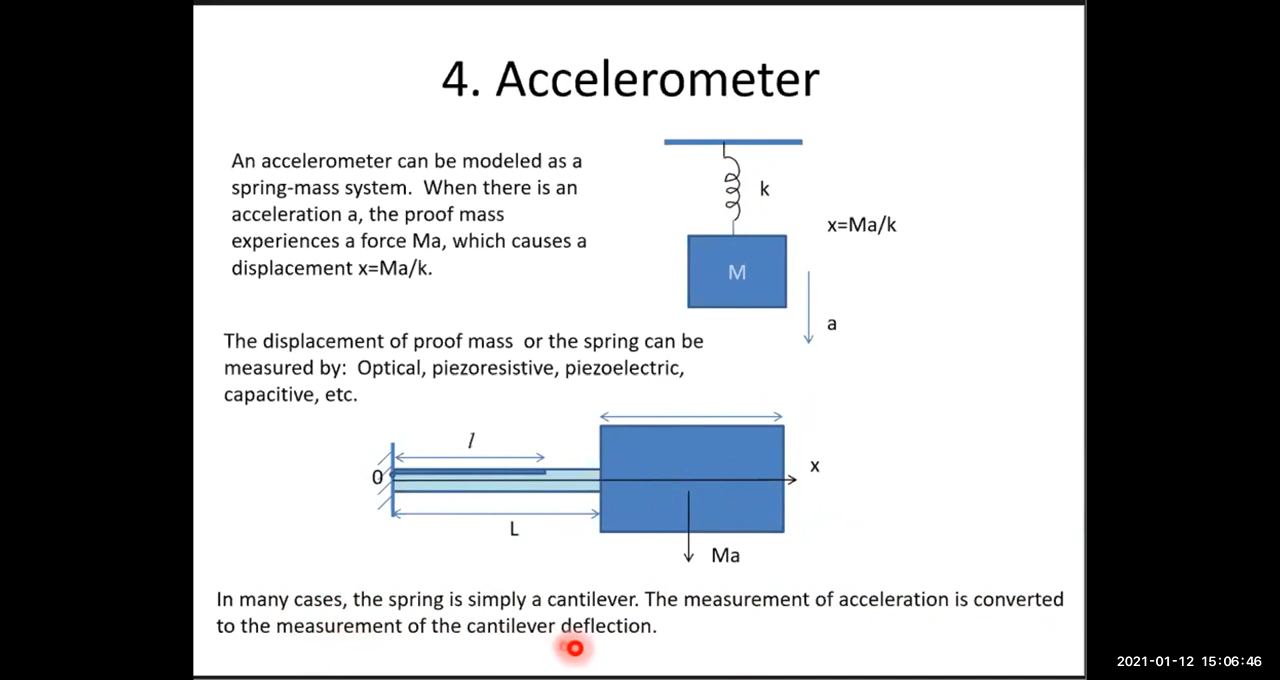 4. Accelerometer
An accelerometer can be modeled as a
spring-mass system.  When there is an
acceleration a, the proof mass
experiences a force Ma, which causes a
displacement x=Ma/k.
k
x=Ma/k
M
a
The displacement of proof mass  or the spring can be
measured by:  Optical, piezoresistive, piezoelectric,
capacitive, etc.
l
0
x
L
Ma
In many cases, the spring is simply a cantilever. The measurement of acceleration is converted
to the measurement of the cantilever deflection.
2021-01-12 15:06:46